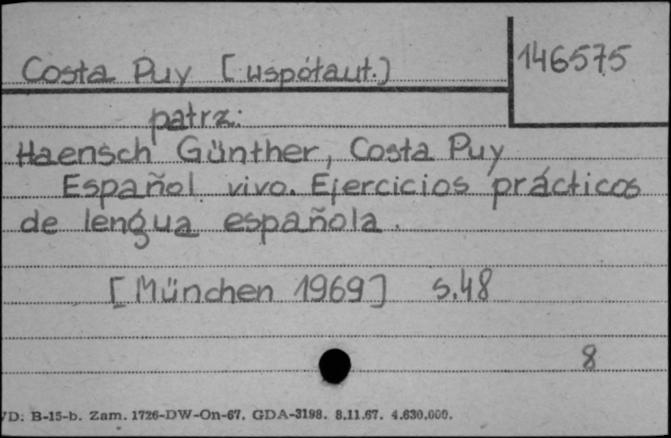 Costa Puy [współaut.)
146575
patrz:
Haensch Günther, Costa Puy
Español vivo. Ejercicios prácticos
de lengua española.
[München 1969] s.48
8
VD: B-15-b. Zam. 1726-DW-On-67. GDA-3198. 8.11.67. 4.630.000.